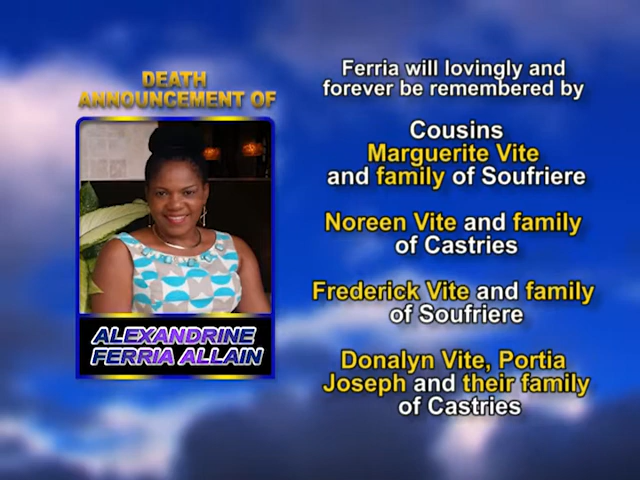 DEATH
ANNOUNCEMENT OF
ALEXANDRINE
FERRIA ALLAIN
Ferria will lovingly and
forever be remembered by
Cousins
Marguerite Vite
and family of Soufriere
Noreen Vite and family
of Castries
Frederick Vite and family
of Soufriere
Donalyn Vite, Portia
Joseph and their family
of Castries